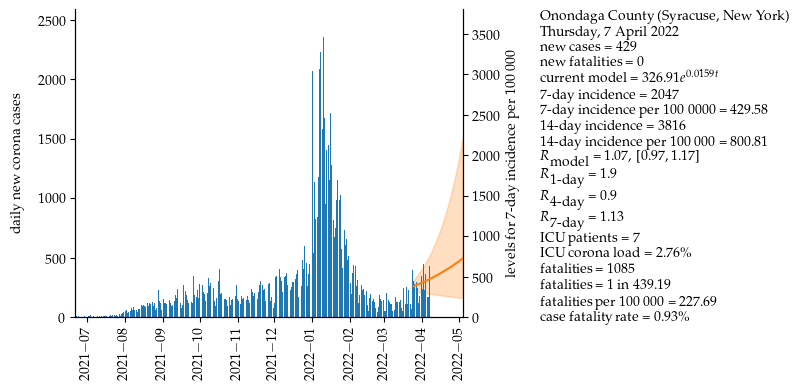 Onondaga County (Syracuse, New York)
Thursday, 7 April 2022
new cases = 429
new fatalities = 0
current model = 326.91e^{0.0159t}
7-day incidence = 2047
7-day incidence per 100 0000 = 429.58
14-day incidence = 3816
14-day incidence per 100 000 = 800.81
R_model = 1.07, [0.97, 1.17]
R_1-day = 1.9
R_4-day = 0.9
R_7-day = 1.13
ICU patients = 7
ICU corona load = 2.76%
fatalities = 1085
fatalities = 1 in 439.19
fatalities per 100 000 = 227.69
case fatality rate = 0.93%
daily new corona cases
2500
2000
1500
1000
500
0
levels for 7-day incidence per 100 000
3500
3000
2500
2000
1500
1000
500
0
2021−07
2021−08
2021−09
2021−10
2021−11
2021−12
2022−01
2022−02
2022−03
2022−04
2022−05